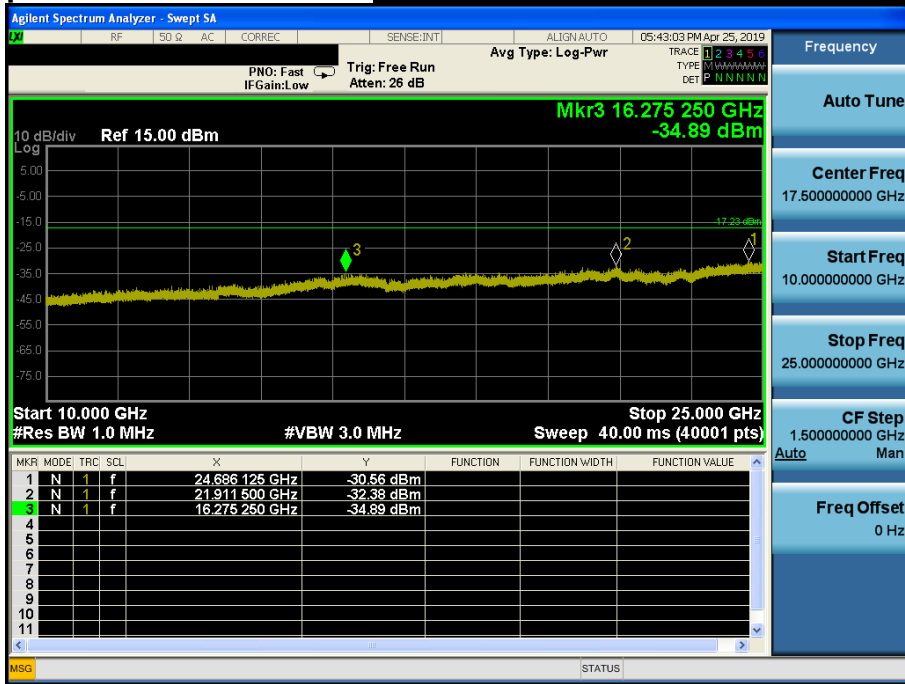 Agilent Spectrum Analyzer - Swept SA
LXI RF 50 Ω AC CORREC SENSE:INT ALIGN AUTO 05:43:03 PM Apr 25, 2019
Frequency
Avg Type: Log-Pwr TRACE 1 2 3 4 5 6
PNO: Fast Trig: Free Run TYPE M WWWWW
IFGain:Low Atten: 26 dB DET P N N N N N
Auto Tune
Mkr3 16.275 250 GHz
-34.89 dBm
10 dB/div Ref 15.00 dBm
Log
5.00
-5.00
-15.0
-17.23 dBm
-25.0
3
2
1
-35.0
-45.0
-55.0
-65.0
-75.0
Center Freq
17.500000000 GHz
Start Freq
10.000000000 GHz
Stop Freq
25.000000000 GHz
Start 10.000 GHz Stop 25.000 GHz
#Res BW 1.0 MHz #VBW 3.0 MHz Sweep 40.00 ms (40001 pts)
CF Step
1.500000000 GHz
Auto Man
Freq Offset
0 Hz
MKR MODE TRC SCL X Y FUNCTION FUNCTION WIDTH FUNCTION VALUE
1 N 1 f 24.686 125 GHz -30.56 dBm
2 N 1 f 21.911 500 GHz -32.38 dBm
3 N 1 f 16.275 250 GHz -34.89 dBm
4
5
6
7
8
9
10
11
MSG STATUS